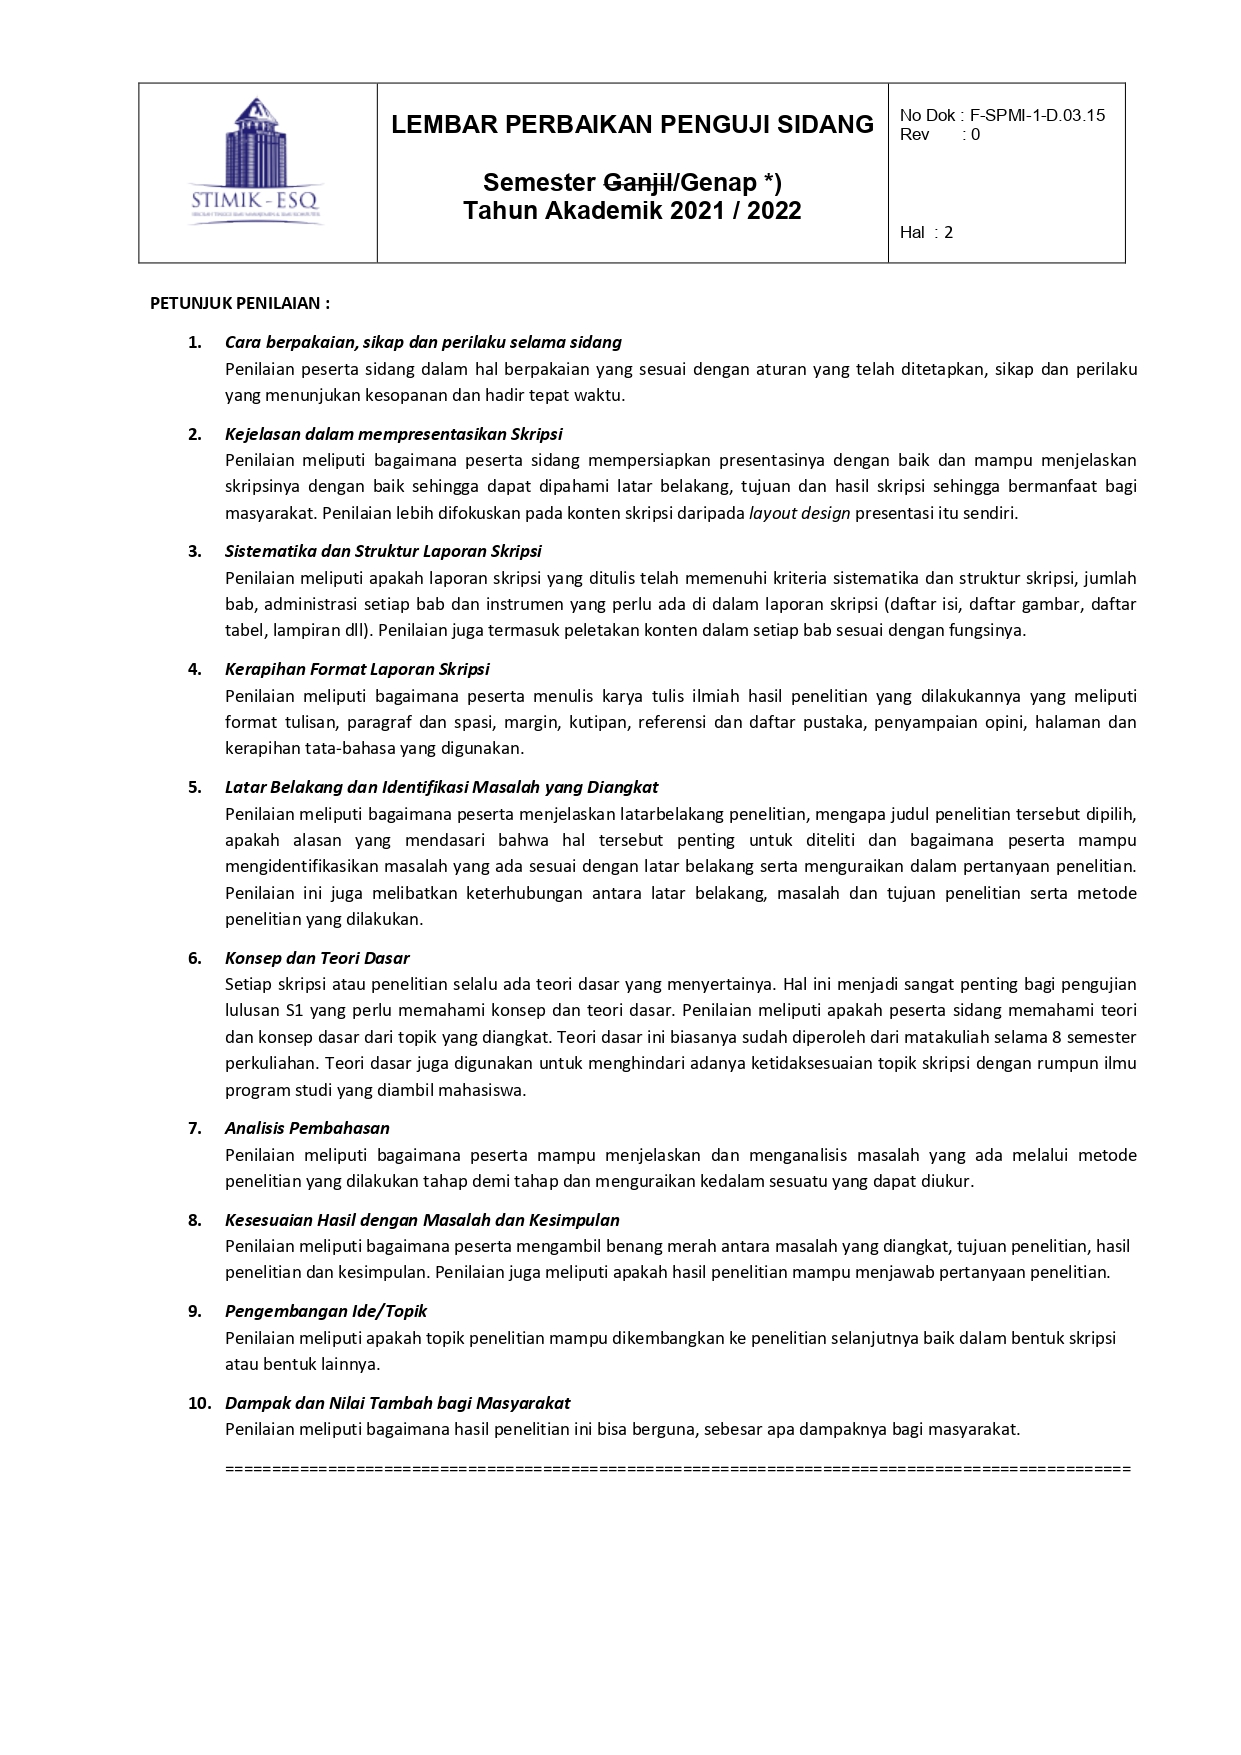 STIMIK - ESQ
LEMBAR PERBAIKAN PENGUJI SIDANG
Semester Ganjil/Genap *)
Tahun Akademik 2021 / 2022
No Dok : F-SPMI-1-D.03.15
Rev : 0
Hal : 2
PETUNJUK PENILAIAN :
1. Cara berpakaian, sikap dan perilaku selama sidang
Penilaian peserta sidang dalam hal berpakaian yang sesuai dengan aturan yang telah ditetapkan, sikap dan perilaku
yang menunjukan kesopanan dan hadir tepat waktu.
2. Kejelasan dalam mempresentasikan Skripsi
Penilaian meliputi bagaimana peserta sidang mempersiapkan presentasinya dengan baik dan mampu menjelaskan
skripsinya dengan baik sehingga dapat dipahami latar belakang, tujuan dan hasil skripsi sehingga bermanfaat bagi
masyarakat. Penilaian lebih difokuskan pada konten skripsi daripada layout design presentasi itu sendiri.
3. Sistematika dan Struktur Laporan Skripsi
Penilaian meliputi apakah laporan skripsi yang ditulis telah memenuhi kriteria sistematika dan struktur skripsi, jumlah
bab, administrasi setiap bab dan instrumen yang perlu ada di dalam laporan skripsi (daftar isi, daftar gambar, daftar
tabel, lampiran dll). Penilaian juga termasuk peletakan konten dalam setiap bab sesuai dengan fungsinya.
4. Kerapihan Format Laporan Skripsi
Penilaian meliputi bagaimana peserta menulis karya tulis ilmiah hasil penelitian yang dilakukannya yang meliputi
format tulisan, paragraf dan spasi, margin, kutipan, referensi dan daftar pustaka, penyampaian opini, halaman dan
kerapihan tata-bahasa yang digunakan.
5. Latar Belakang dan Identifikasi Masalah yang Diangkat
Penilaian meliputi bagaimana peserta menjelaskan latarbelakang penelitian, mengapa judul penelitian tersebut dipilih,
apakah alasan yang mendasari bahwa hal tersebut penting untuk diteliti dan bagaimana peserta mampu
mengidentifikasikan masalah yang ada sesuai dengan latar belakang serta menguraikan dalam pertanyaan penelitian.
Penilaian ini juga melibatkan keterhubungan antara latar belakang, masalah dan tujuan penelitian serta metode
penelitian yang dilakukan.
6. Konsep dan Teori Dasar
Setiap skripsi atau penelitian selalu ada teori dasar yang menyertainya. Hal ini menjadi sangat penting bagi pengujian
lulusan S1 yang perlu memahami konsep dan teori dasar. Penilaian meliputi apakah peserta sidang memahami teori
dan konsep dasar dari topik yang diangkat. Teori dasar ini biasanya sudah diperoleh dari matakuliah selama 8 semester
perkuliahan. Teori dasar juga digunakan untuk menghindari adanya ketidaksesuaian topik skripsi dengan rumpun ilmu
program studi yang diambil mahasiswa.
7. Analisis Pembahasan
Penilaian meliputi bagaimana peserta mampu menjelaskan dan menganalisis masalah yang ada melalui metode
penelitian yang dilakukan tahap demi tahap dan menguraikan kedalam sesuatu yang dapat diukur.
8. Kesesuaian Hasil dengan Masalah dan Kesimpulan
Penilaian meliputi bagaimana peserta mengambil benang merah antara masalah yang diangkat, tujuan penelitian, hasil
penelitian dan kesimpulan. Penilaian juga meliputi apakah hasil penelitian mampu menjawab pertanyaan penelitian.
9. Pengembangan Ide/Topik
Penilaian meliputi apakah topik penelitian mampu dikembangkan ke penelitian selanjutnya baik dalam bentuk skripsi
atau bentuk lainnya.
10. Dampak dan Nilai Tambah bagi Masyarakat
Penilaian meliputi bagaimana hasil penelitian ini bisa berguna, sebesar apa dampaknya bagi masyarakat.
=================================================================================================